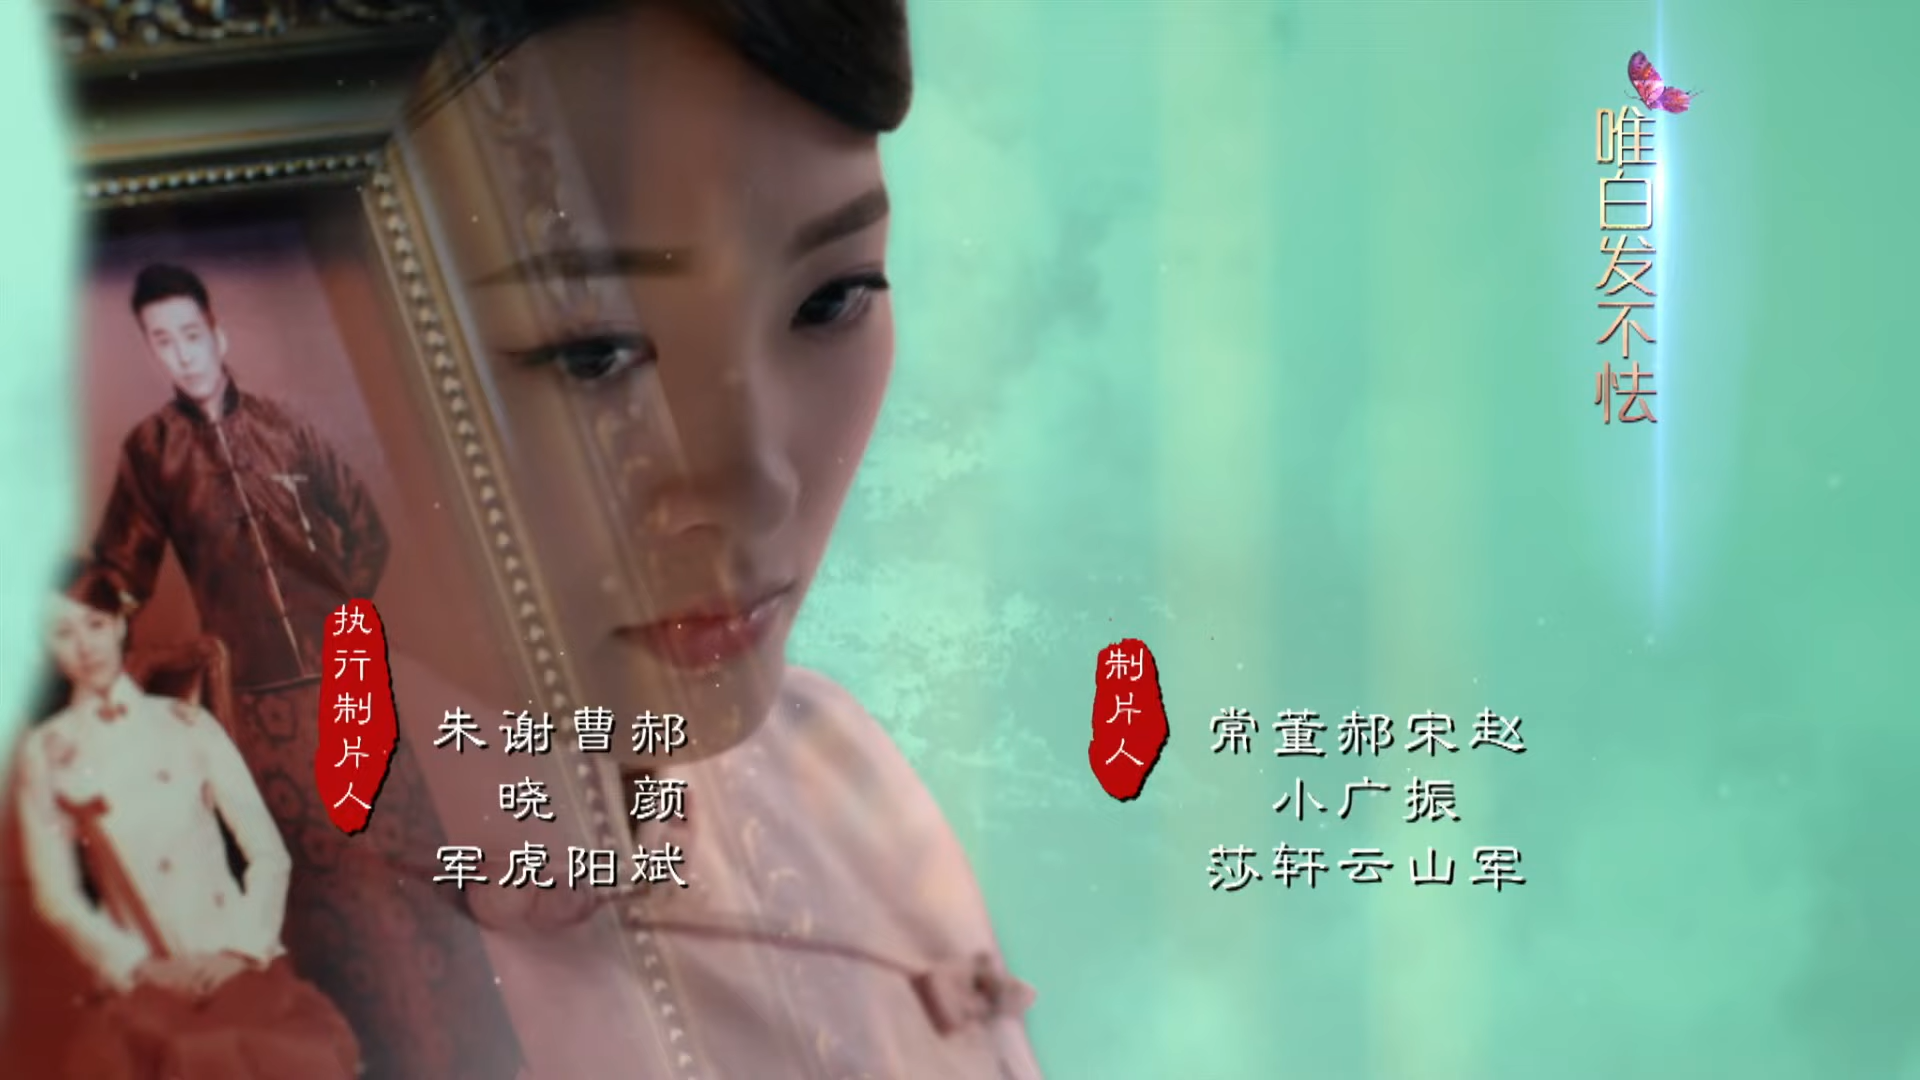 唯白发不怯
执行制片人
朱军
谢晓虎
曹阳
郝颜斌
制片人
常莎
董小轩
郝广云
宋振山
赵军